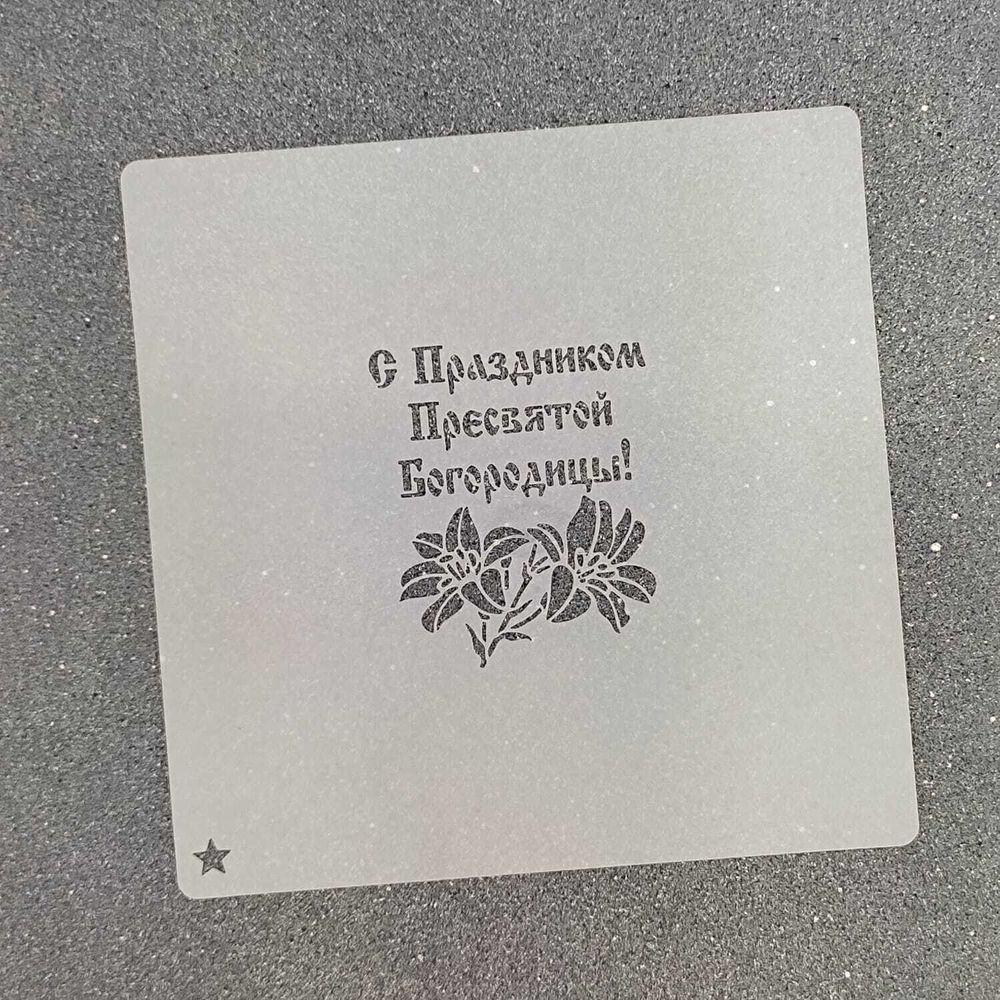 С Праздником
Пресвятой
Богородицы!